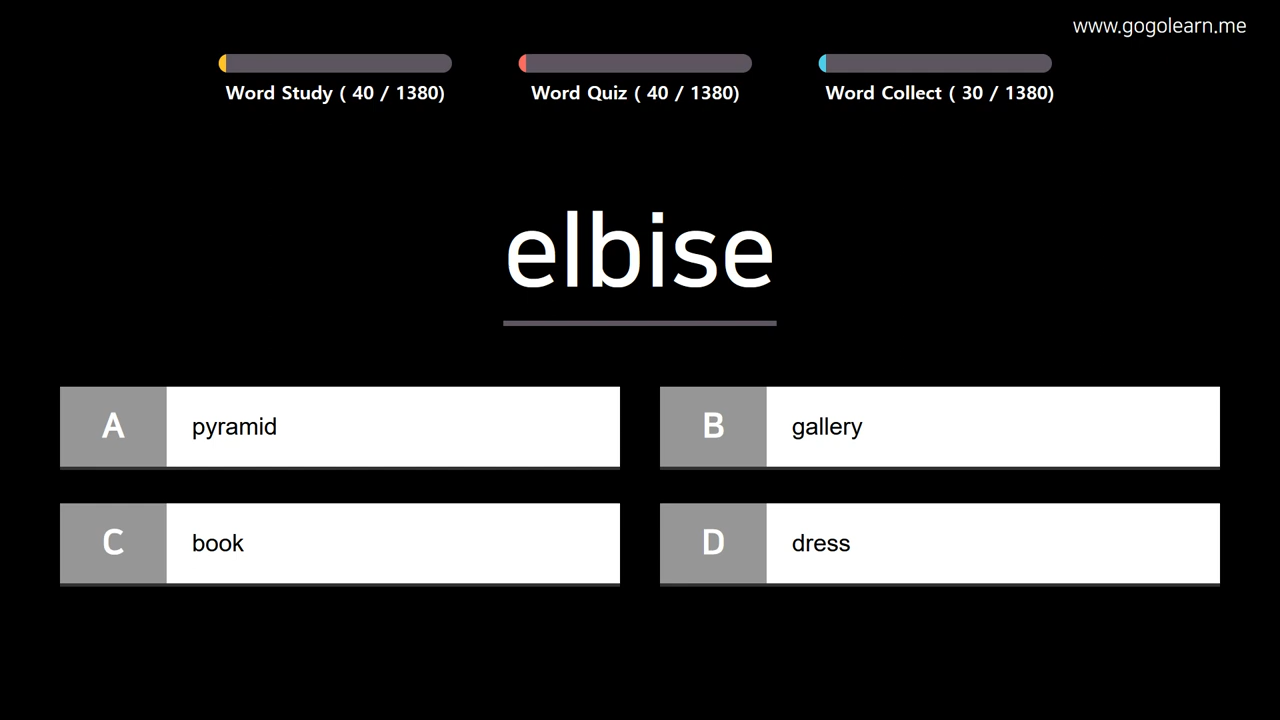 www.gogolearn.me
Word Study ( 40 / 1380)
Word Quiz ( 40 / 1380)
Word Collect ( 30 / 1380)
elbise
A pyramid
B gallery
C book
D dress